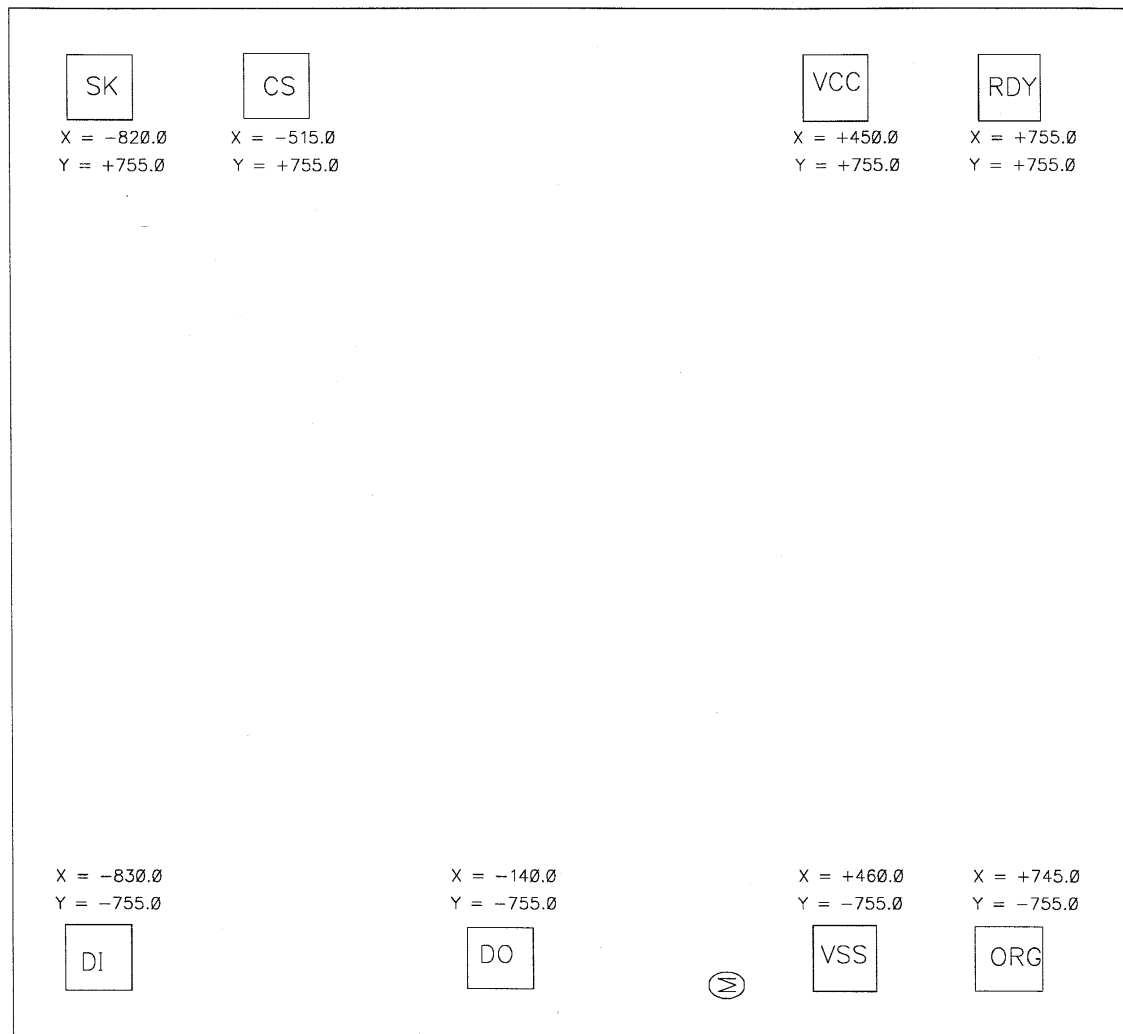 SK CS VCC RDY
X = -820.0 X = -515.0 X = +450.0 X = +755.0
Y = +755.0 Y = +755.0 Y = +755.0 Y = +755.0
X = -830.0 X = -140.0 X = +460.0 X = +745.0
Y = -755.0 Y = -755.0 Y = -755.0 Y = -755.0
DI DO VSS ORG
M